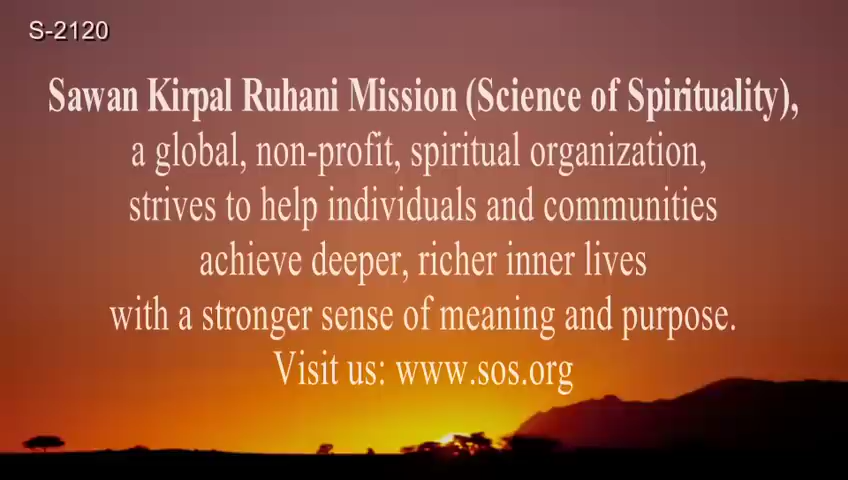 S-2120
Sawan Kirpal Ruhani Mission (Science of Spirituality),
a global, non-profit, spiritual organization,
strives to help individuals and communities
achieve deeper, richer inner lives
with a stronger sense of meaning and purpose.
Visit us: www.sos.org